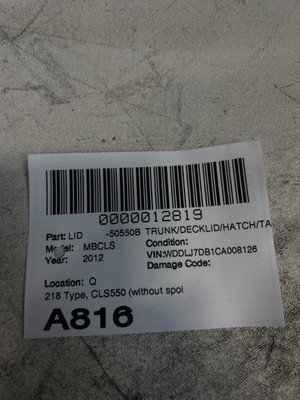 0000012819
Part: LID -50550B TRUNK/DECKLID/HATCH/TA
Model: MBCLS Condition:
Year: 2012 VIN:WDDLJ7DB1CA008126
Damage Code:
Location: Q
218 Type, CLS550 (without spoi
A816